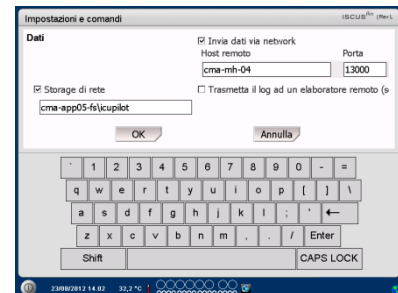 Impostazioni e comandi
Dati
☑ Invia dati via network
Host remoto Porta
cma-mh-04 13000
☑ Storage di rete ☐ Trasmetta il log ad un elaboratore remoto (s
cma-app05-fs\icupilot
OK Annulla
` 1 2 3 4 5 6 7 8 9 0 - =
q w e r t y u i o p [ ] \
a s d f g h j k l ; ' ←
z x c v b n m , . / Enter
Shift CAPS LOCK
23/08/2012 14.02 32,2 °C